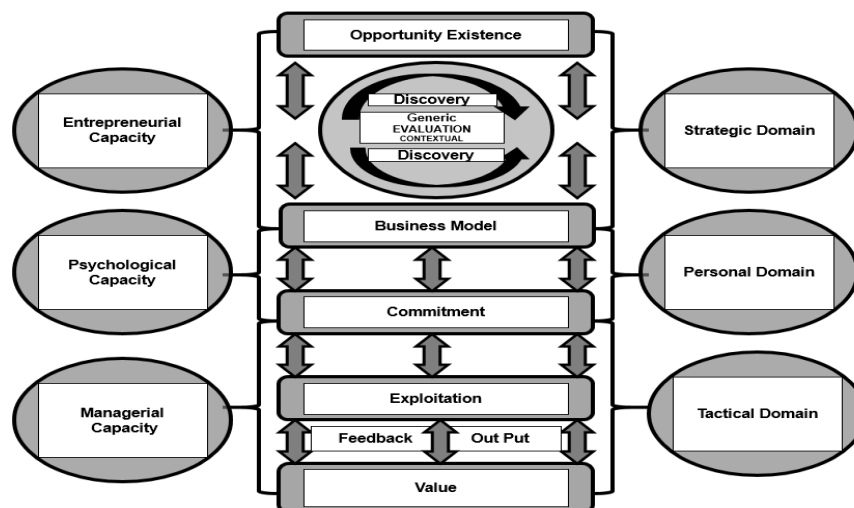 Opportunity Existence
Discovery
Generic
EVALUATION
CONTEXTUAL
Discovery
Entrepreneurial
Capacity
Strategic Domain
Business Model
Psychological
Capacity
Personal Domain
Commitment
Exploitation
Managerial
Capacity
Tactical Domain
Feedback
Out Put
Value